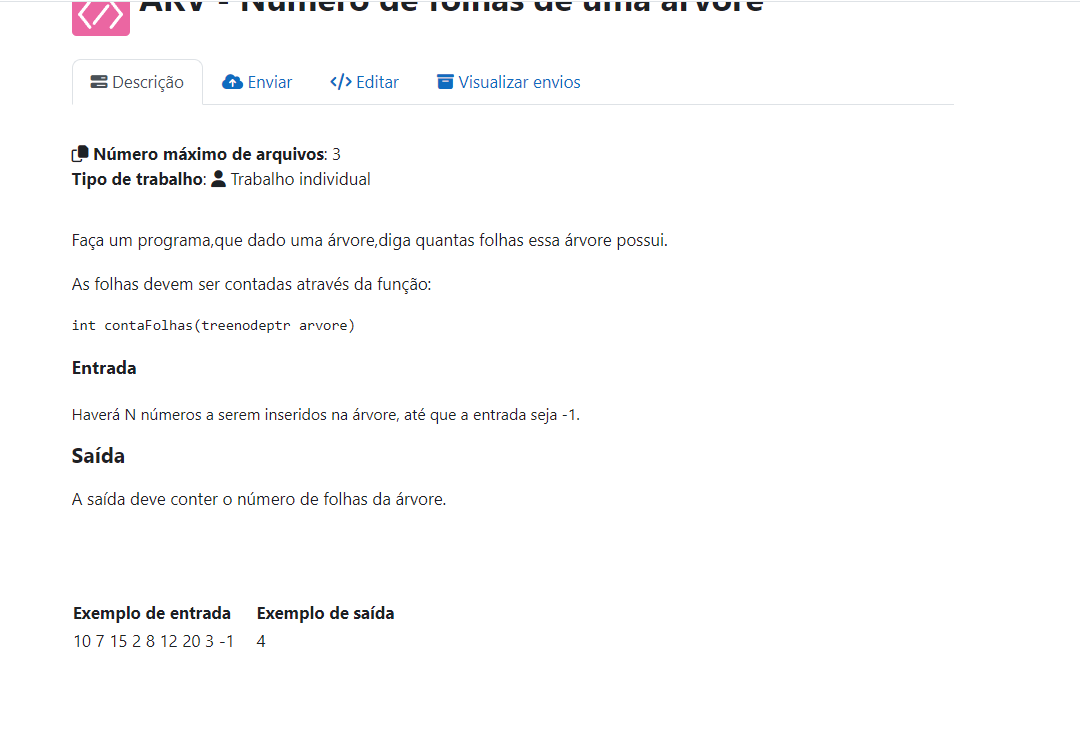 ARV - Número de folhas de uma árvore
Descrição Enviar Editar Visualizar envios
Número máximo de arquivos: 3
Tipo de trabalho: Trabalho individual
Faça um programa,que dado uma árvore,diga quantas folhas essa árvore possui.
As folhas devem ser contadas através da função:
int contaFolhas(treenodeptr arvore)
Entrada
Haverá N números a serem inseridos na árvore, até que a entrada seja -1.
Saída
A saída deve conter o número de folhas da árvore.
Exemplo de entrada Exemplo de saída
10 7 15 2 8 12 20 3 -1 4